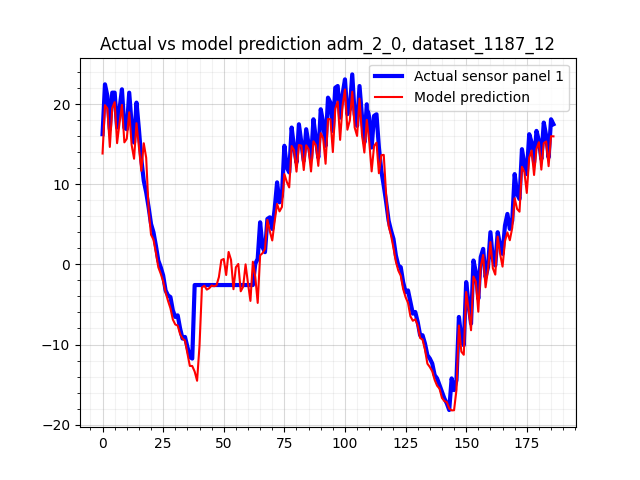 Actual vs model prediction adm_2_0, dataset_1187_12
Actual sensor panel 1
Model prediction
20
10
0
−10
−20
0 25 50 75 100 125 150 175